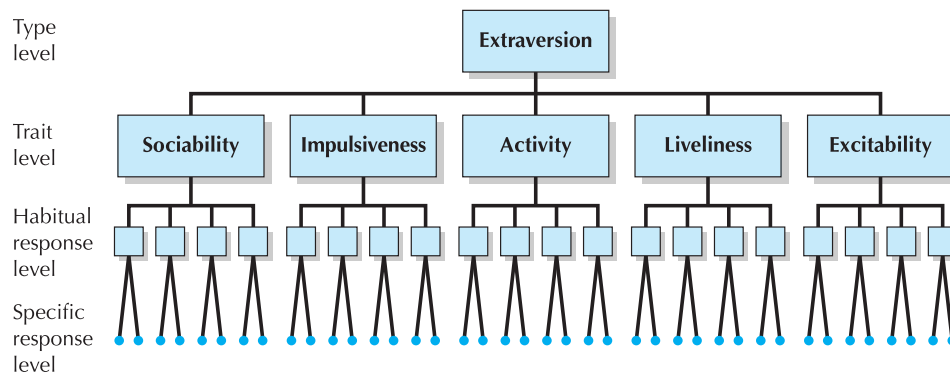 Type
level
Extraversion
Trait
level
Sociability
Impulsiveness
Activity
Liveliness
Excitability
Habitual
response
level
Specific
response
level